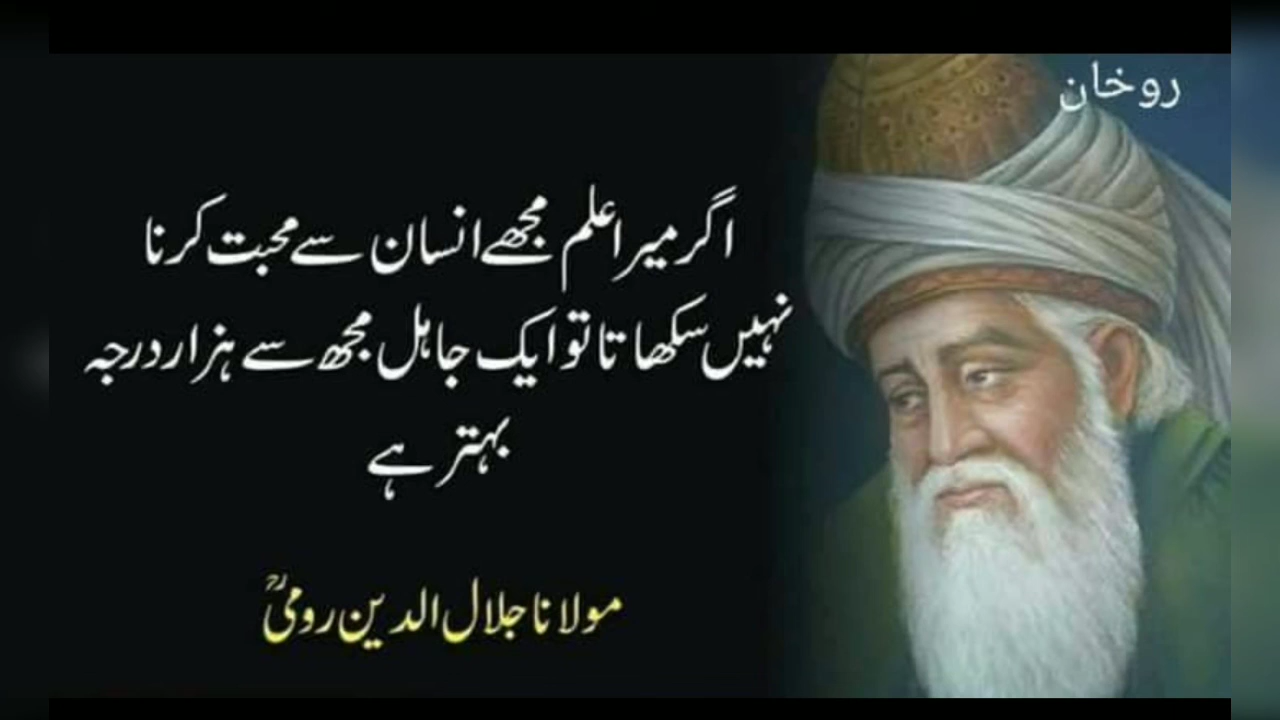 روخان
اگر میرا علم مجھے انسان سے محبت کرنا
نہیں سکھاتا تو ایک جاہل مجھ سے ہزار درجہ
بہتر ہے
مولانا جلال الدین رومیؒ